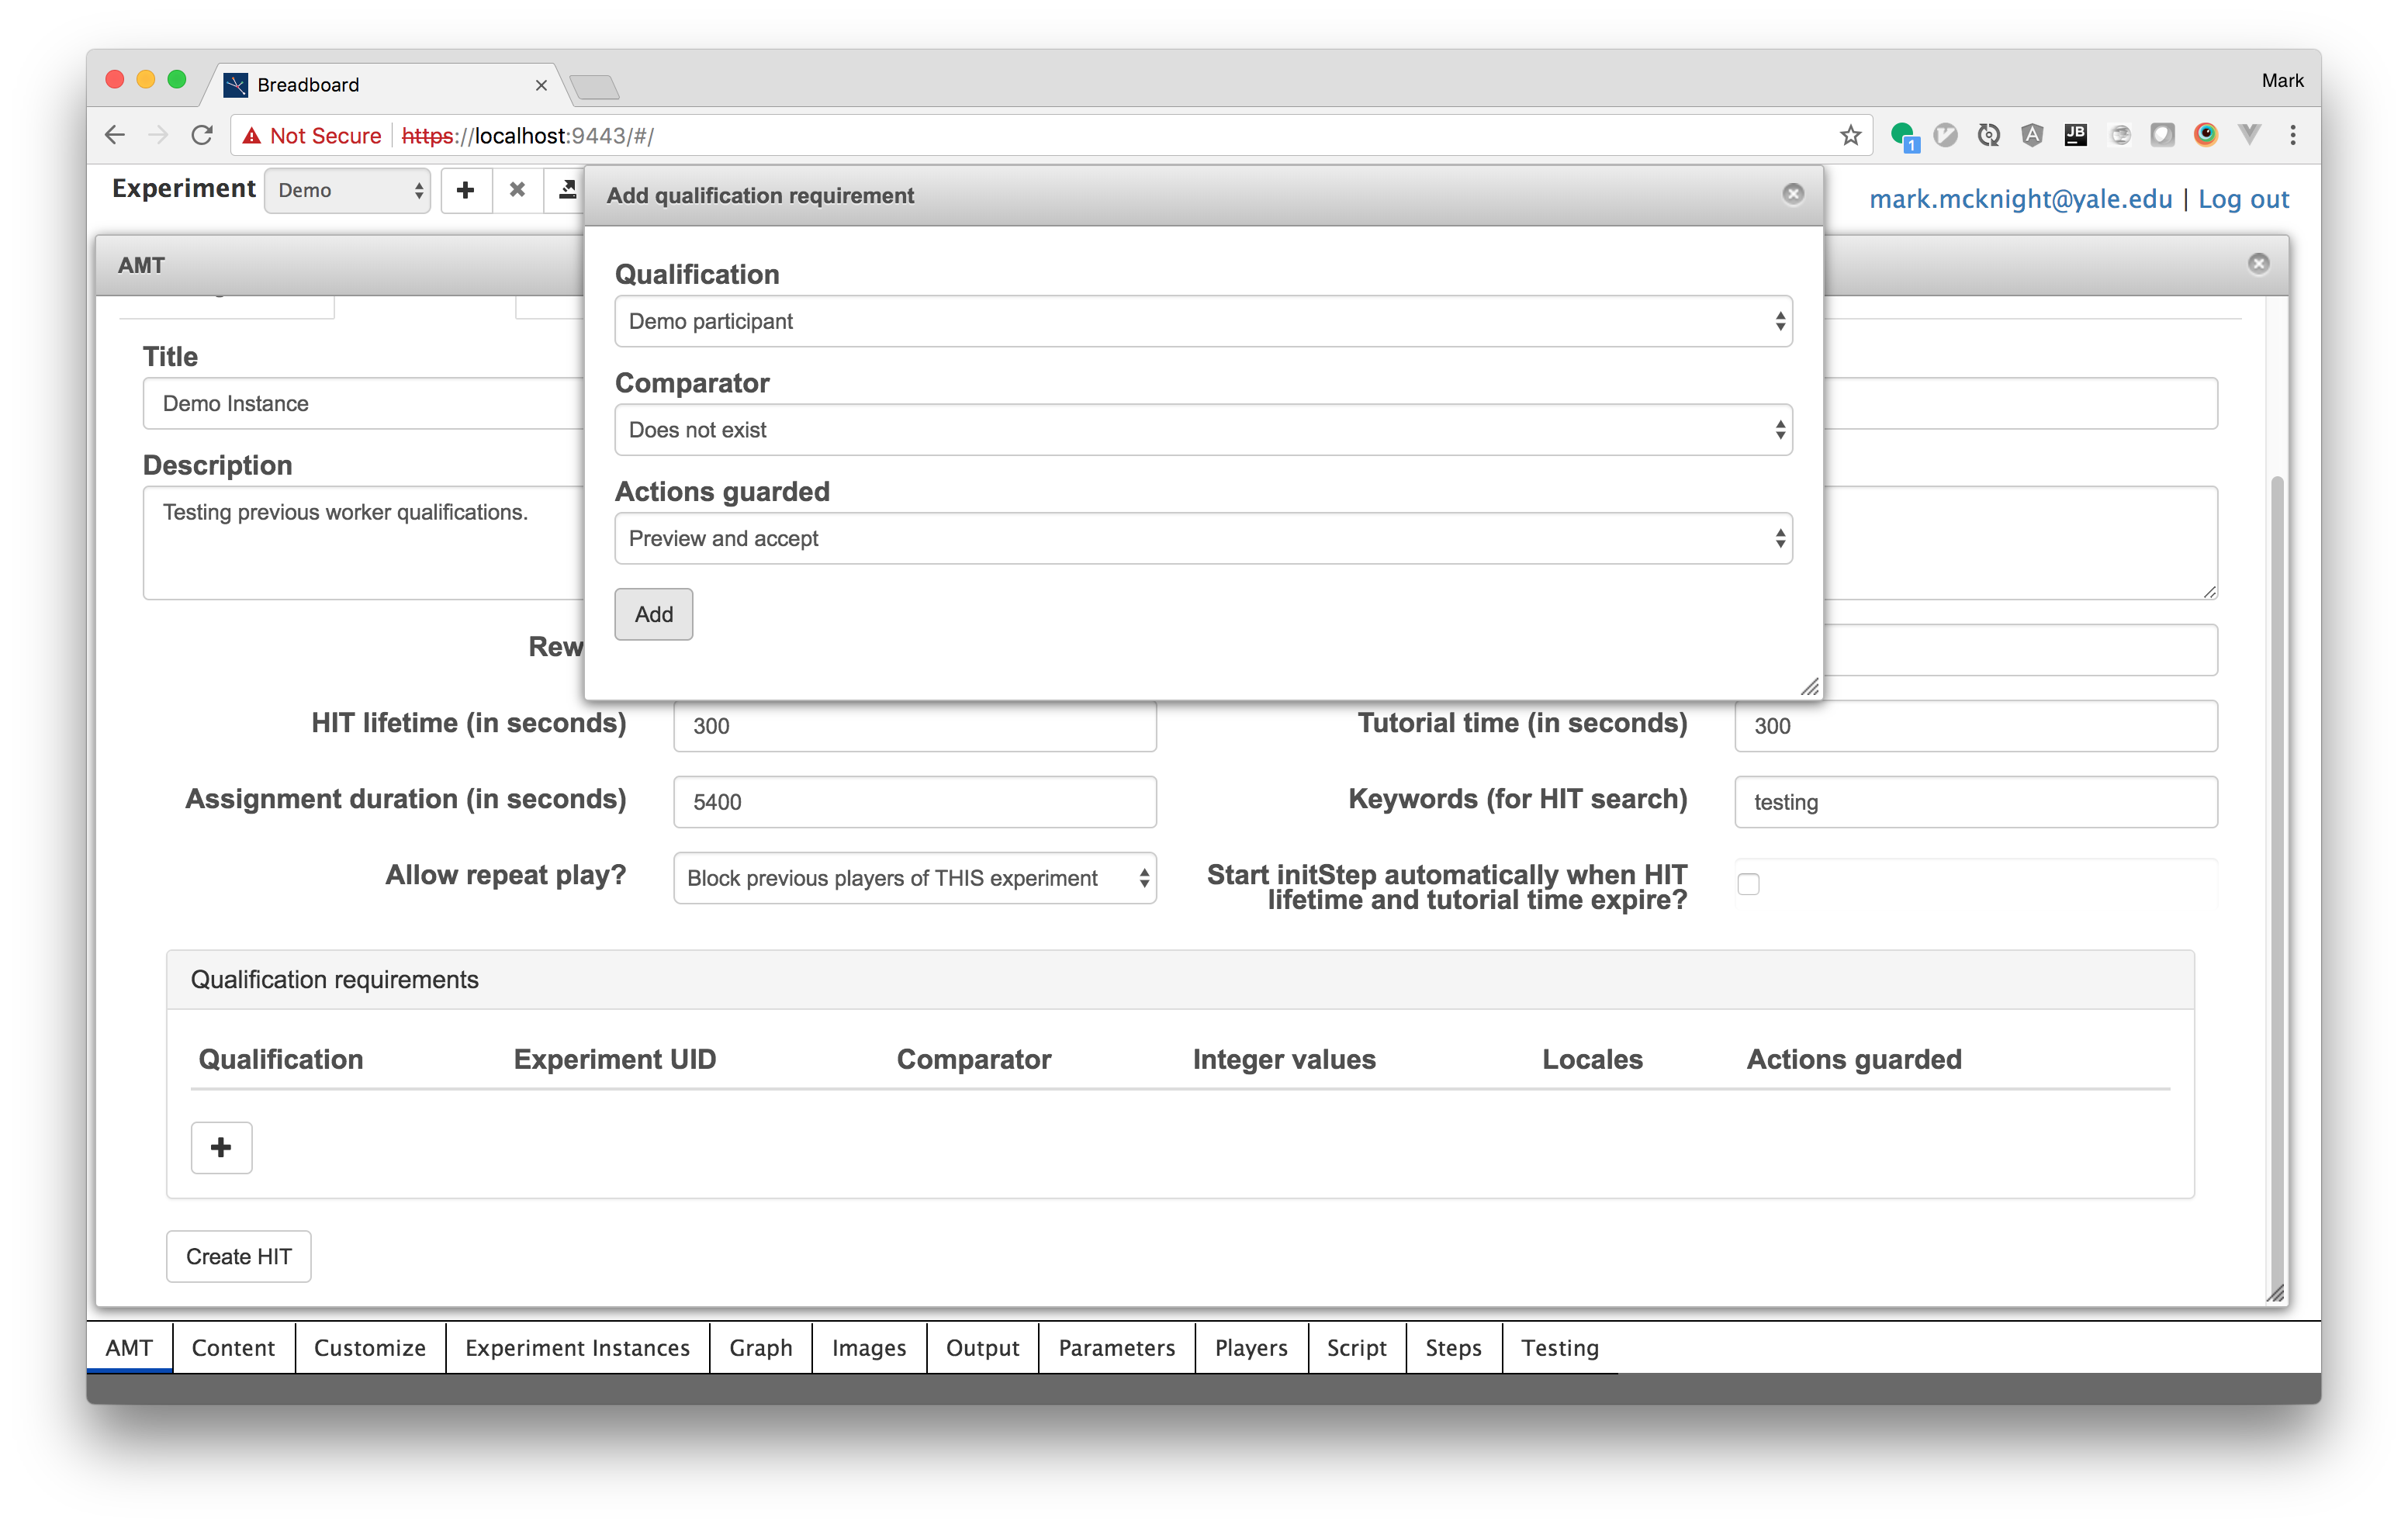 Breadboard
Mark
Not Secure https://localhost:9443/#/
1
JB
Experiment Demo
Add qualification requirement
mark.mcknight@yale.edu | Log out
AMT
Qualification
Demo participant
Title
Comparator
Demo Instance
Does not exist
Description
Actions guarded
Testing previous worker qualifications.
Preview and accept
Add
Rew
HIT lifetime (in seconds) 300
Tutorial time (in seconds) 300
Assignment duration (in seconds) 5400
Keywords (for HIT search) testing
Allow repeat play? Block previous players of THIS experiment
Start initStep automatically when HIT
lifetime and tutorial time expire?
Qualification requirements
Qualification Experiment UID Comparator Integer values Locales Actions guarded
Create HIT
AMT Content Customize Experiment Instances Graph Images Output Parameters Players Script Steps Testing